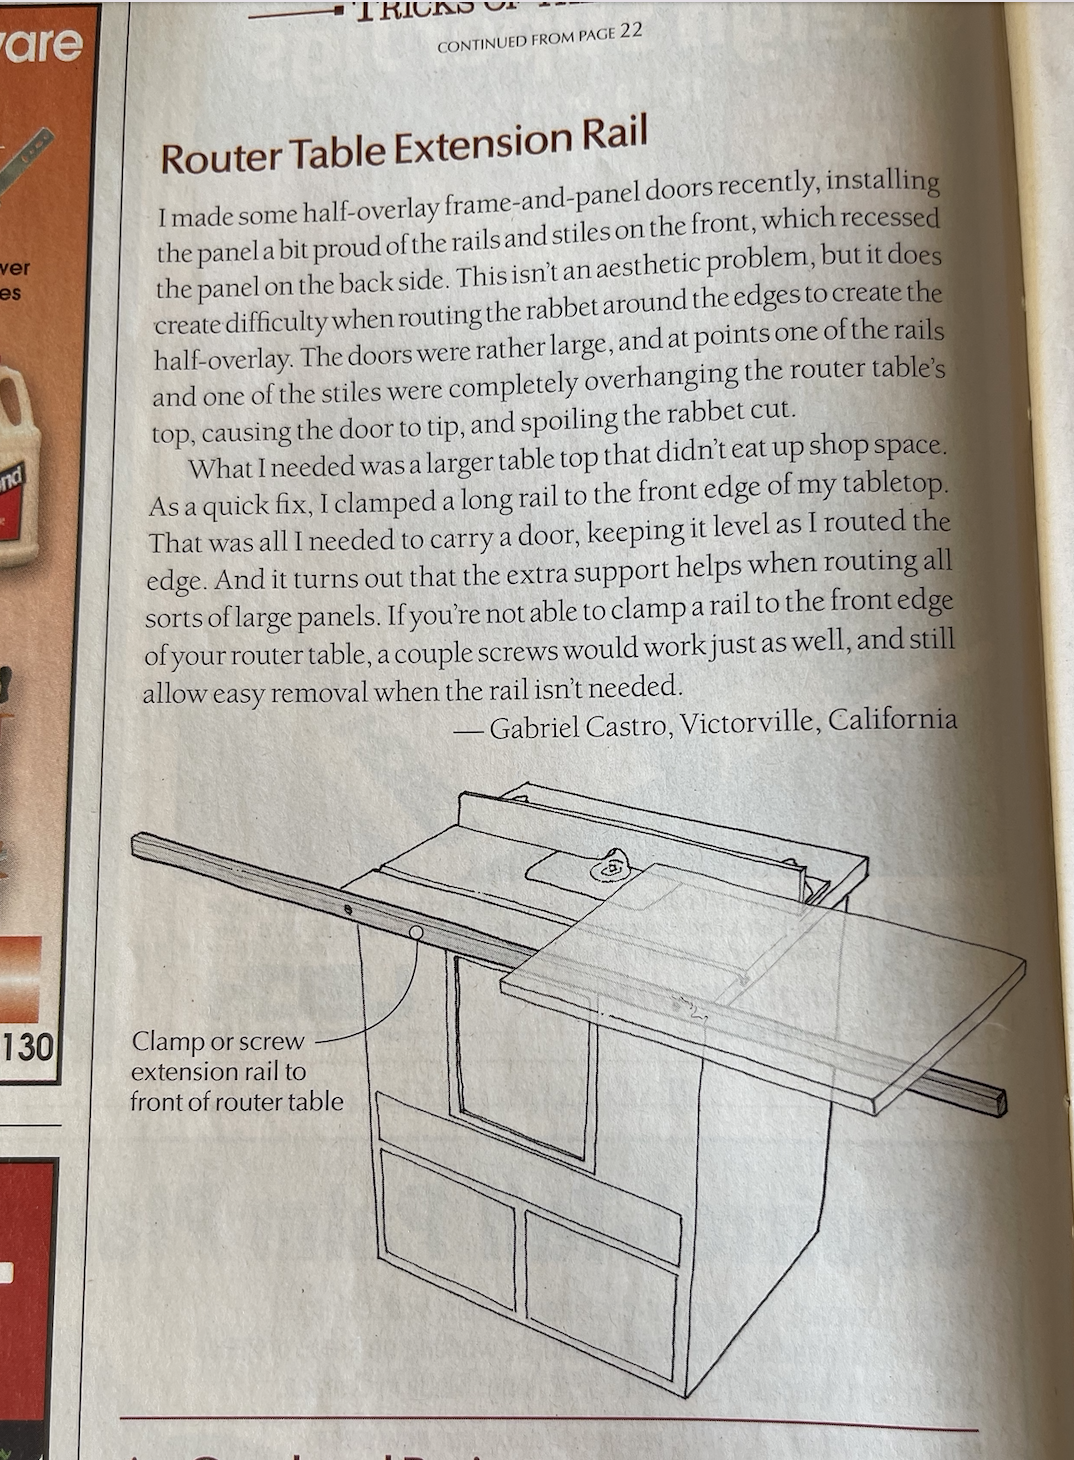 are
TRICKS OF
CONTINUED FROM PAGE 22
Router Table Extension Rail
I made some half-overlay frame-and-panel doors recently, installing
the panel a bit proud of the rails and stiles on the front, which recessed
the panel on the back side. This isn't an aesthetic problem, but it does
create difficulty when routing the rabbet around the edges to create the
half-overlay. The doors were rather large, and at points one of the rails
and one of the stiles were completely overhanging the router table's
top, causing the door to tip, and spoiling the rabbet cut.
What I needed was a larger table top that didn't eat up shop space.
As a quick fix, I clamped a long rail to the front edge of my tabletop.
That was all I needed to carry a door, keeping it level as I routed the
edge. And it turns out that the extra support helps when routing all
sorts of large panels. If you're not able to clamp a rail to the front edge
of your router table, a couple screws would work just as well, and still
allow easy removal when the rail isn't needed.
— Gabriel Castro, Victorville, California
Clamp or screw
extension rail to
front of router table
ver
es
nd
130